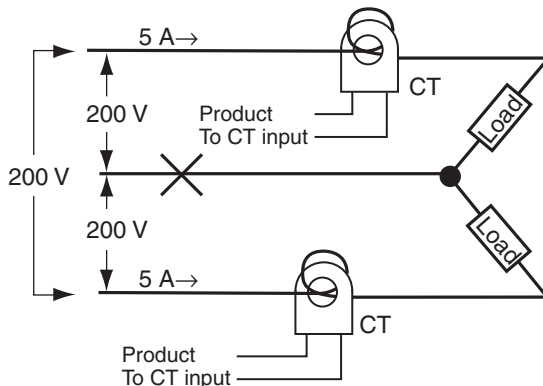 5 A→
CT
Product
To CT input
Load
200 V
200 V
200 V
Load
5 A→
CT
Product
To CT input